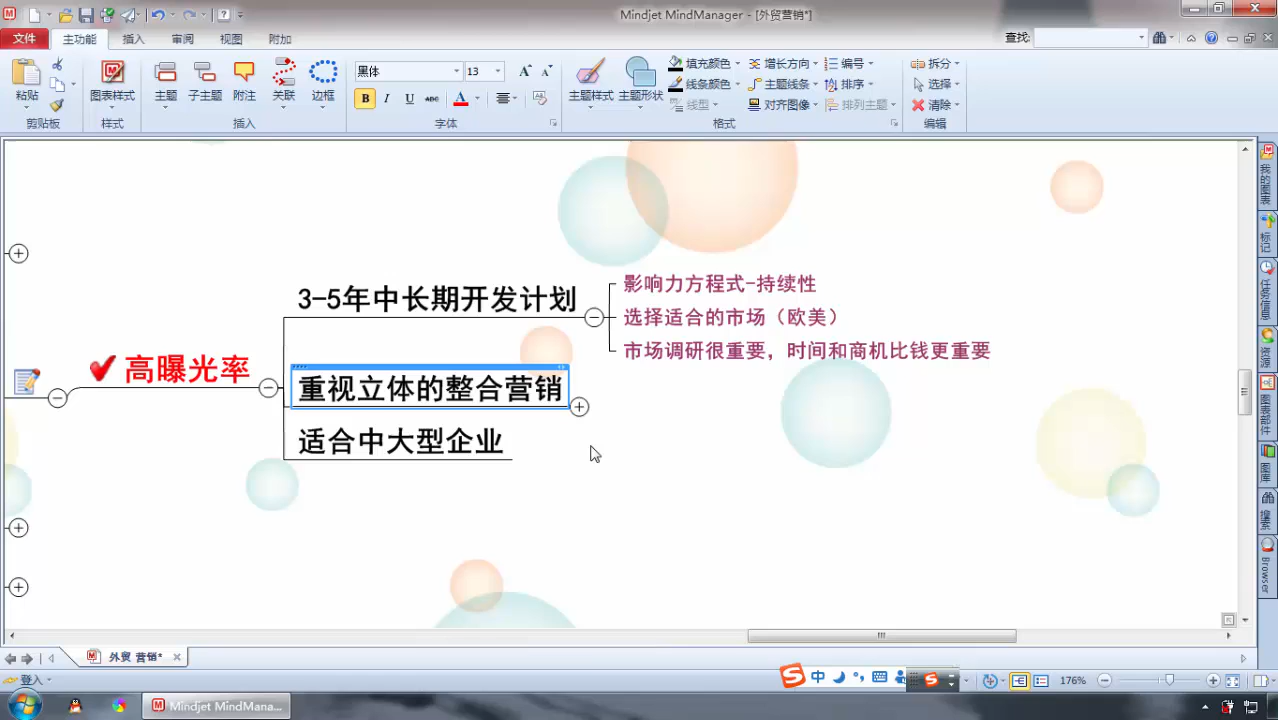 Mindjet MindManager - [外贸营销*]
文件 主功能 插入 审阅 视图 附加 查找:
粘贴 图表样式 主题 子主题 附注 关联 边框 黑体 13 主题样式 主题形状 填充颜色 增长方向 编号 拆分
线条颜色 主题线条 排序 选择
B I U ABC A 线型 对齐图像 排列主题 清除
剪贴板 样式 插入 字体 格式 编辑
我的图表
标记
任务信息
资源
图表部件
图库
搜索
Browser
高曝光率
3-5年中长期开发计划
影响力方程式-持续性
选择适合的市场（欧美）
市场调研很重要，时间和商机比钱更重要
重视立体的整合营销
适合中大型企业
外贸 营销*
登入
中
176%
Mindjet MindMana...